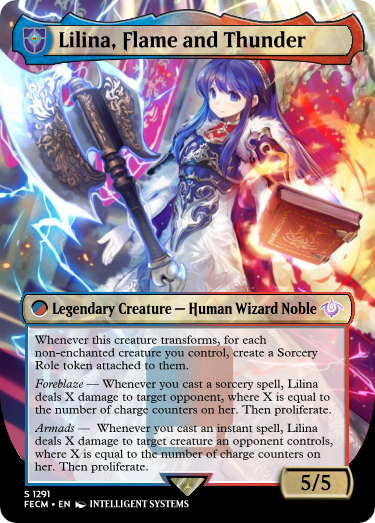 Lilina, Flame and Thunder
Legendary Creature — Human Wizard Noble
Whenever this creature transforms, for each
non-enchanted creature you control, create a Sorcery
Role token attached to them.
Foreblaze — Whenever you cast a sorcery spell, Lilina
deals X damage to target opponent, where X is equal to
the number of charge counters on her. Then proliferate.
Armads — Whenever you cast an instant spell, Lilina
deals X damage to target creature an opponent controls,
where X is equal to the number of charge counters on
her. Then proliferate.
5/5
S 1291
FECM • EN INTELLIGENT SYSTEMS